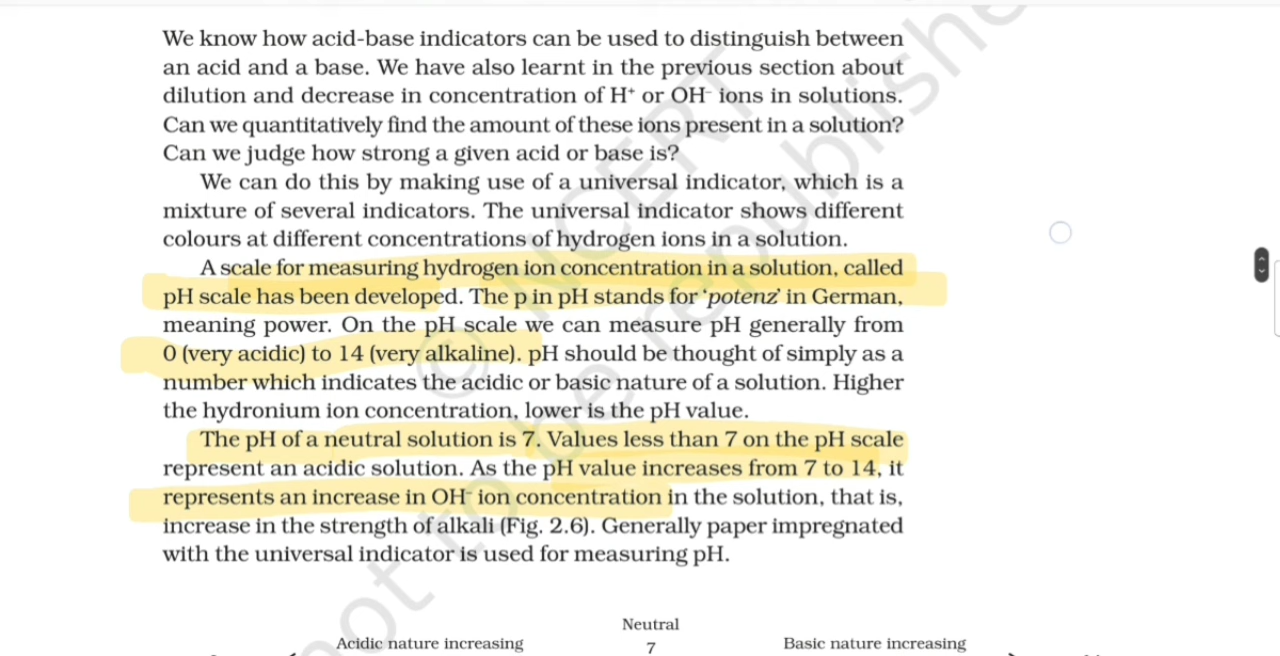 We know how acid-base indicators can be used to distinguish between
an acid and a base. We have also learnt in the previous section about
dilution and decrease in concentration of H⁺ or OH⁻ ions in solutions.
Can we quantitatively find the amount of these ions present in a solution?
Can we judge how strong a given acid or base is?
We can do this by making use of a universal indicator, which is a
mixture of several indicators. The universal indicator shows different
colours at different concentrations of hydrogen ions in a solution.
A scale for measuring hydrogen ion concentration in a solution, called
pH scale has been developed. The p in pH stands for ‘potenz’ in German,
meaning power. On the pH scale we can measure pH generally from
0 (very acidic) to 14 (very alkaline). pH should be thought of simply as a
number which indicates the acidic or basic nature of a solution. Higher
the hydronium ion concentration, lower is the pH value.
The pH of a neutral solution is 7. Values less than 7 on the pH scale
represent an acidic solution. As the pH value increases from 7 to 14, it
represents an increase in OH⁻ ion concentration in the solution, that is,
increase in the strength of alkali (Fig. 2.6). Generally paper impregnated
with the universal indicator is used for measuring pH.
Neutral
Acidic nature increasing
7
Basic nature increasing
© NCERT
not to be republishe